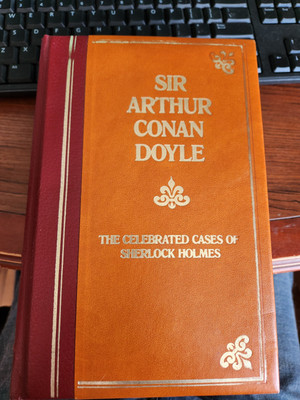 SIR
ARTHUR
CONAN
DOYLE
THE CELEBRATED CASES OF
SHERLOCK HOLMES